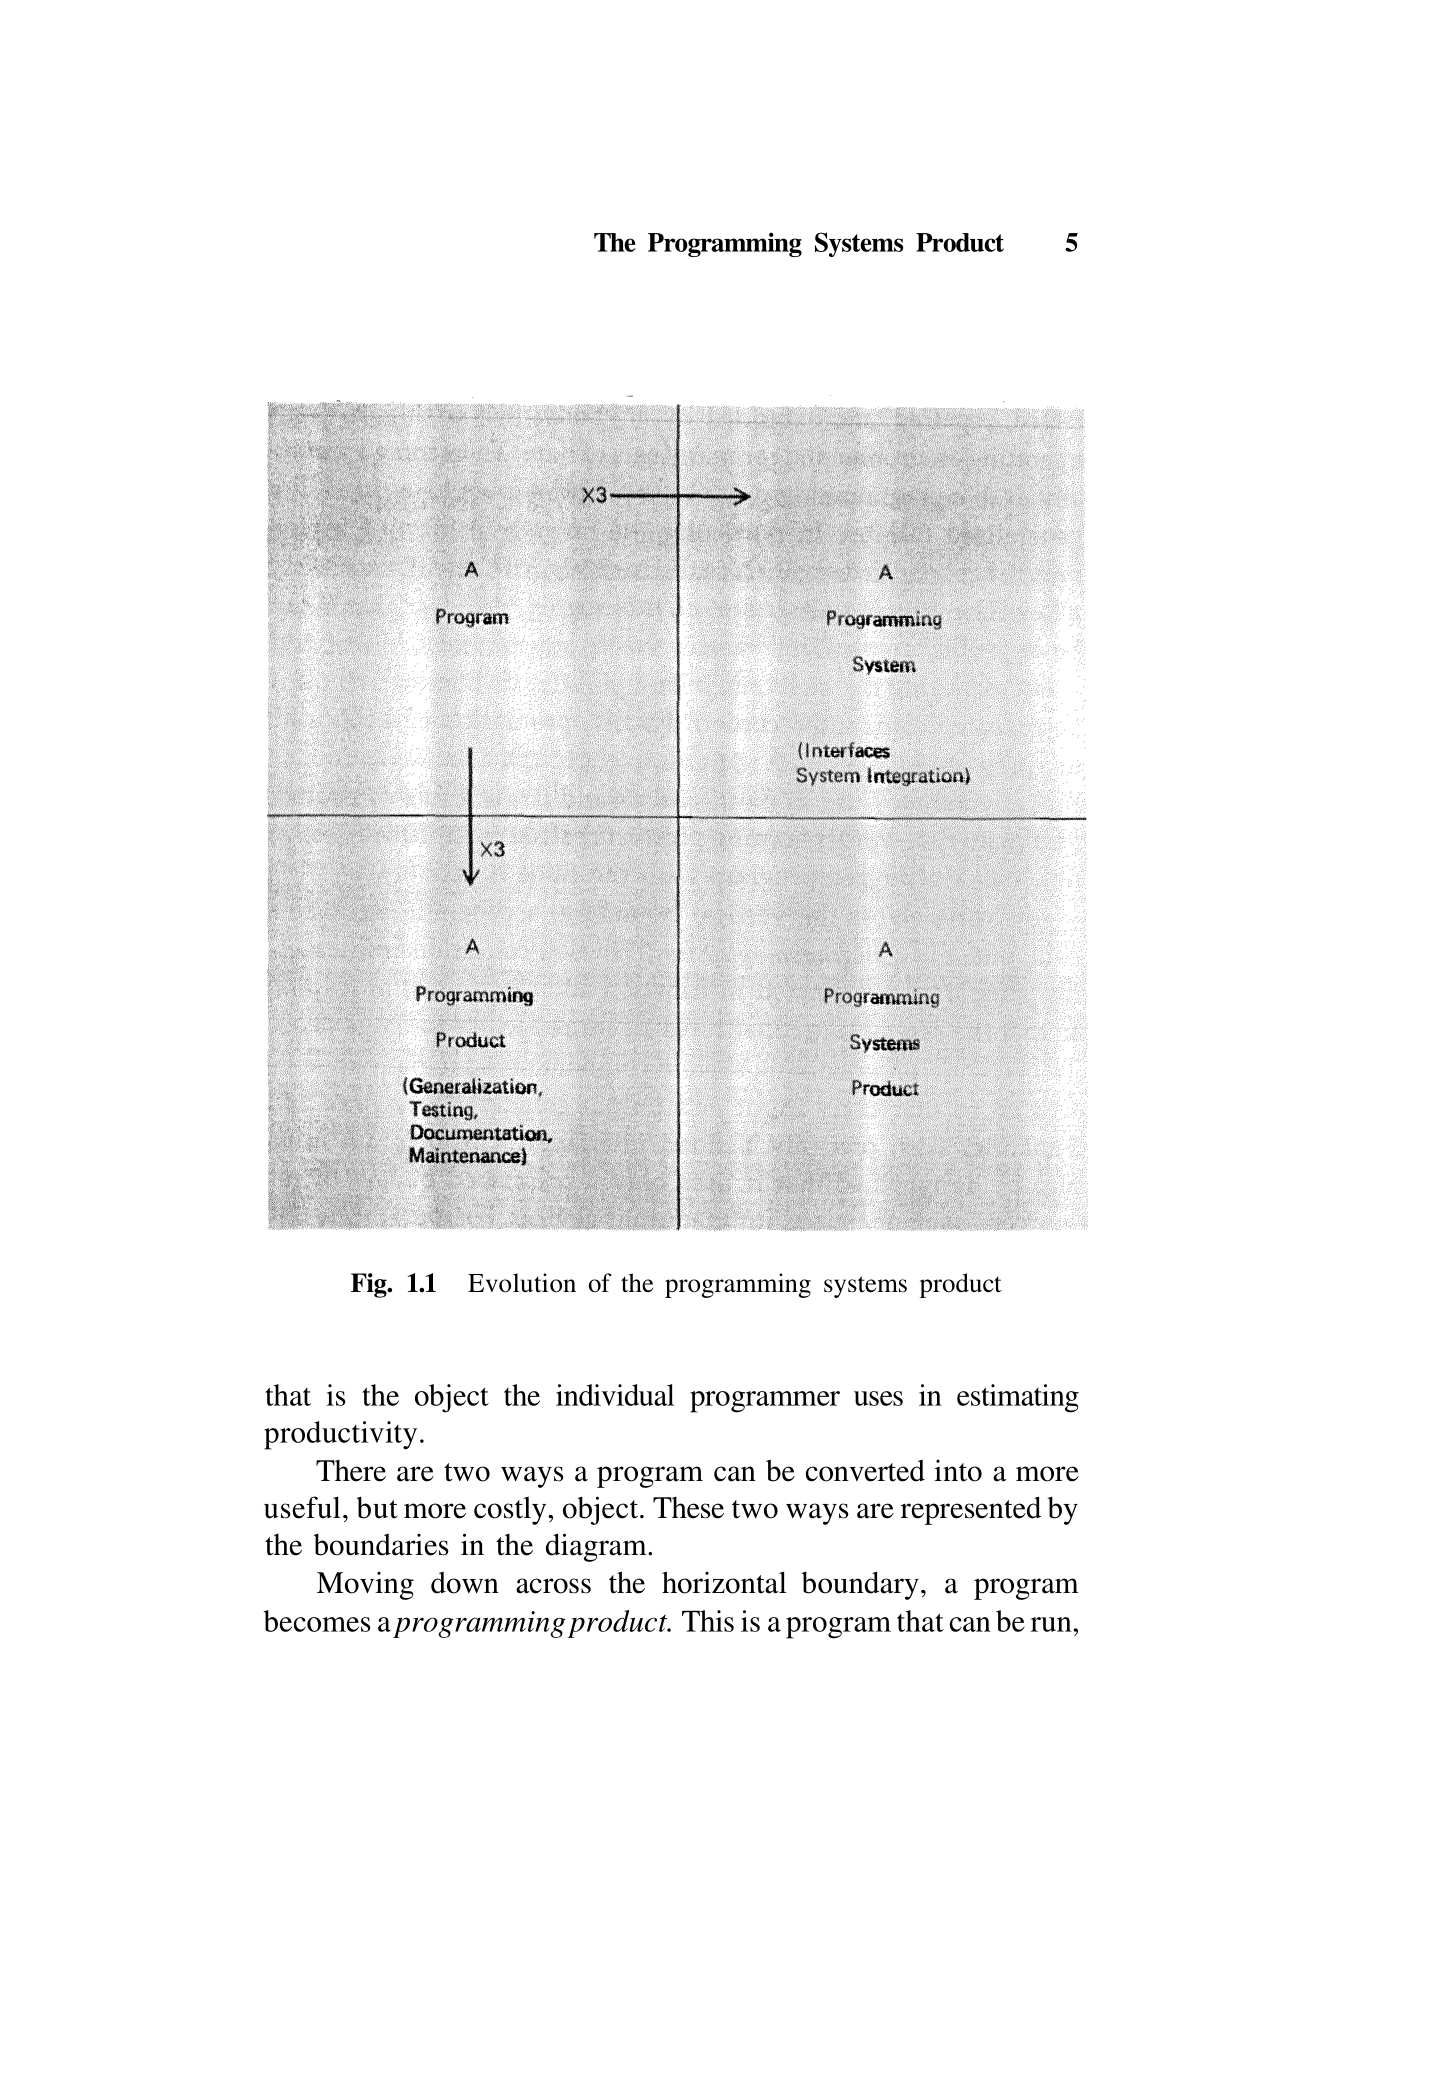 The Programming Systems Product 5
X3
A
Program
A
Programming
System
(Interfaces
System Integration)
X3
A
Programming
Product
(Generalization,
Testing,
Documentation,
Maintenance)
A
Programming
Systems
Product
Fig. 1.1 Evolution of the programming systems product
that is the object the individual programmer uses in estimating
productivity.
There are two ways a program can be converted into a more
useful, but more costly, object. These two ways are represented by
the boundaries in the diagram.
Moving down across the horizontal boundary, a program
becomes a programming product. This is a program that can be run,